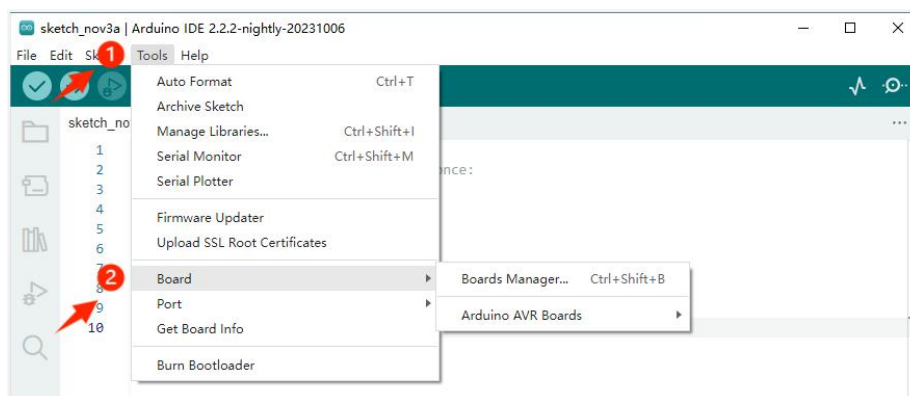 sketch_nov3a | Arduino IDE 2.2.2-nightly-20231006
File Edit Sk 1 Tools Help
Auto Format Ctrl+T
Archive Sketch
sketch_no
Manage Libraries... Ctrl+Shift+I
1
Serial Monitor Ctrl+Shift+M
2 once:
Serial Plotter
3
4
Firmware Updater
5
Upload SSL Root Certificates
6
7
2 Board Boards Manager... Ctrl+Shift+B
8
Port
9 Arduino AVR Boards
10 Get Board Info
Burn Bootloader